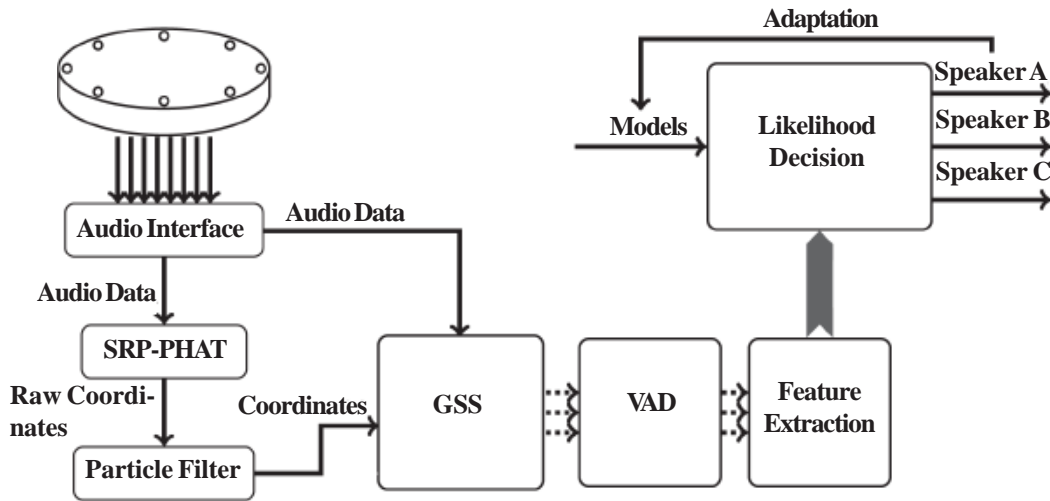 Adaptation
Speaker A
Models
Likelihood
Decision
Speaker B
Speaker C
Audio Interface
Audio Data
Audio Data
SRP-PHAT
Raw Coordi-
nates
Coordinates
Particle Filter
GSS
VAD
Feature
Extraction